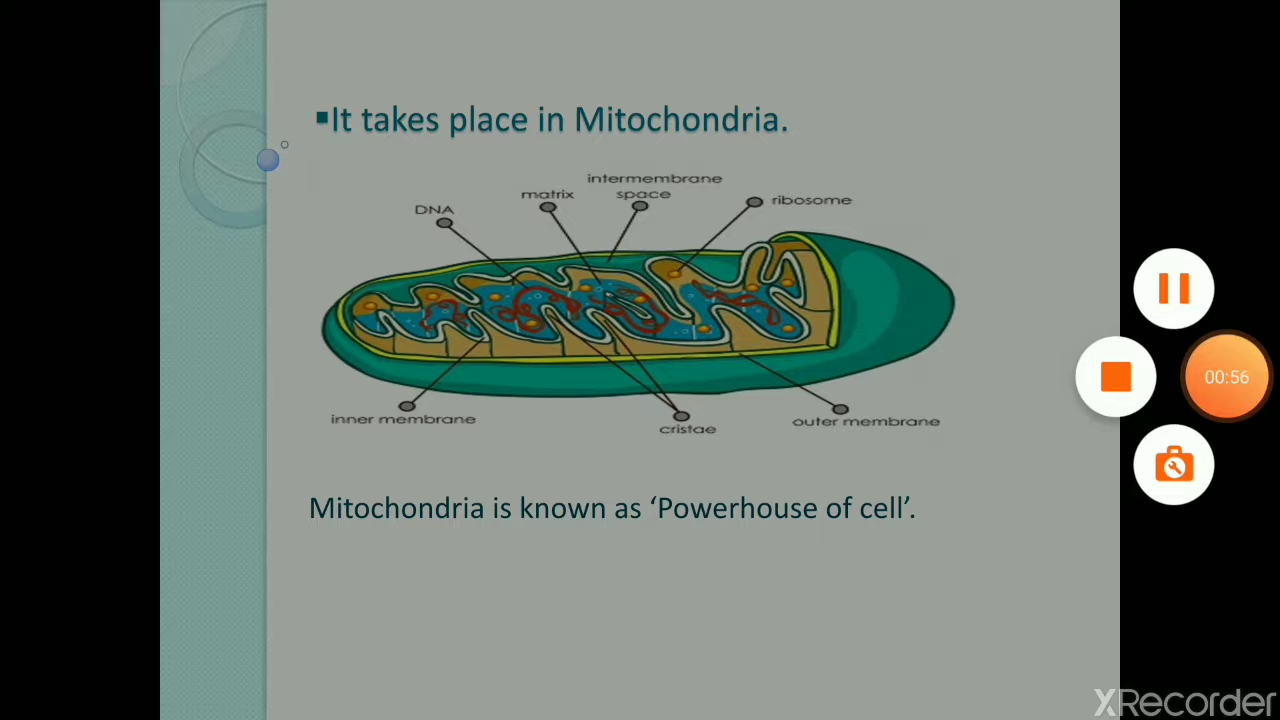 ▪It takes place in Mitochondria.
intermembrane
space
matrix
DNA
ribosome
inner membrane
cristae
outer membrane
Mitochondria is known as ‘Powerhouse of cell’.
00:56
XRecorder